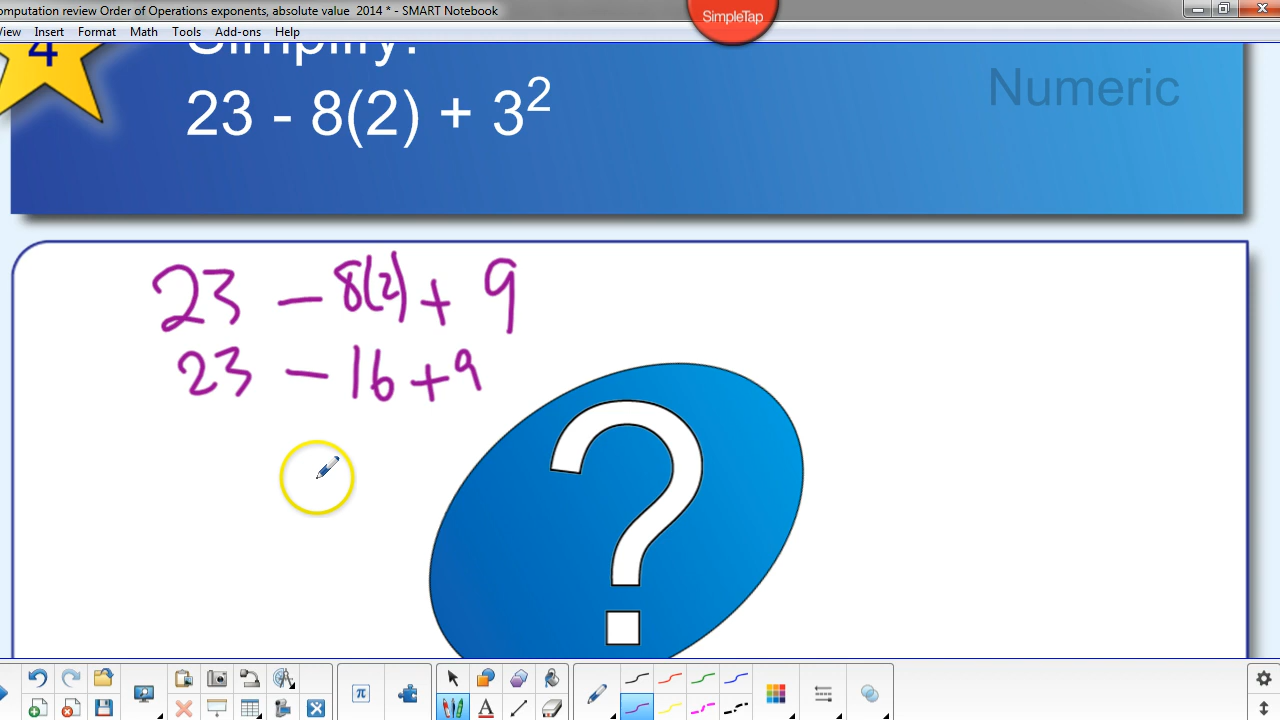 omputation review Order of Operations exponents, absolute value 2014 * - SMART Notebook
SimpleTap
View Insert Format Math Tools Add-ons Help
4
Simplify:
23 - 8(2) + 3²
Numeric
23 - 8(2) + 9
23 - 16 + 9
?
π
A